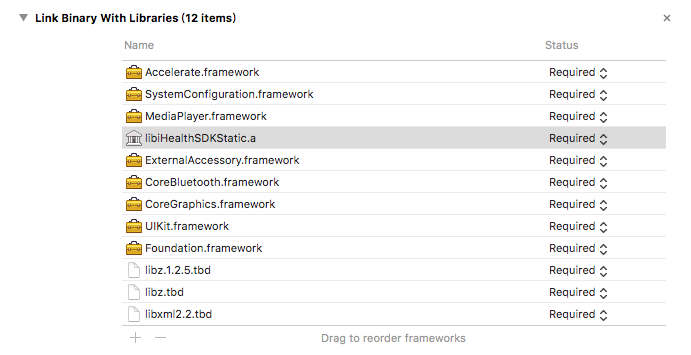 Link Binary With Libraries (12 items)
Name Status
Accelerate.framework Required
SystemConfiguration.framework Required
MediaPlayer.framework Required
libiHealthSDKStatic.a Required
ExternalAccessory.framework Required
CoreBluetooth.framework Required
CoreGraphics.framework Required
UIKit.framework Required
Foundation.framework Required
libz.1.2.5.tbd Required
libz.tbd Required
libxml2.2.tbd Required
Drag to reorder frameworks